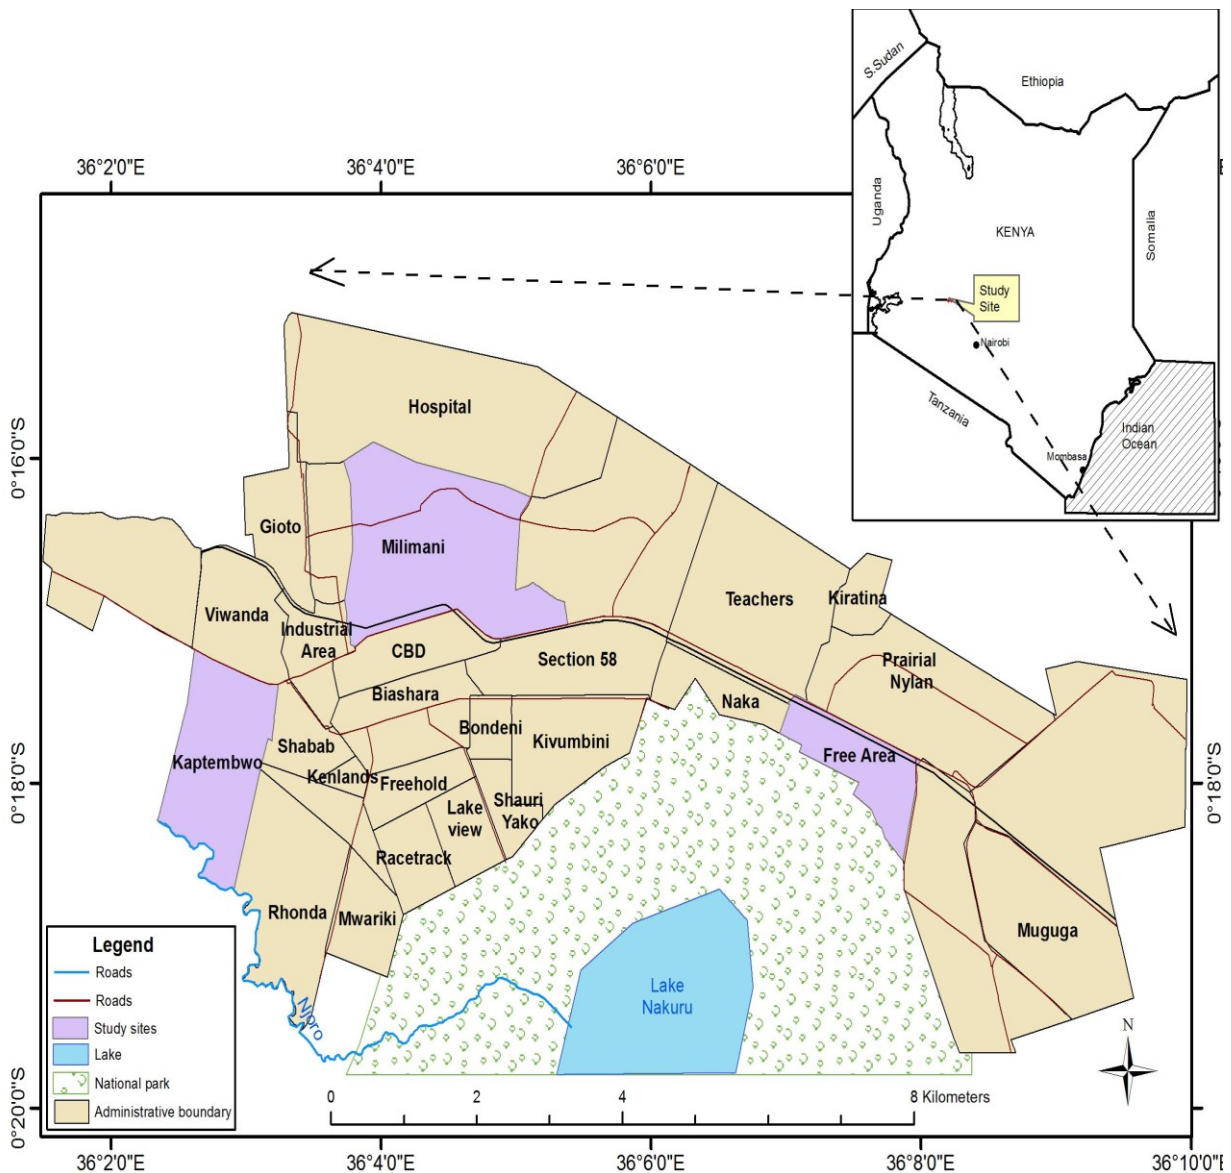 S.Sudan
Ethiopia
Uganda
KENYA
Somalia
Study
Site
Nairobi
Tanzania
Indian
Ocean
Mombasa
36°2'0"E
36°4'0"E
36°6'0"E
E
0°16'0"S
Hospital
Gioto
Milimani
Viwanda
Industrial
Area
CBD
Section 58
Teachers
Kiratina
Biashara
Prairial
Nylan
Naka
Bondeni
Kivumbini
Free Area
Shabab
Kaptembwo
Kenlands
Freehold
0°18'0"S
0°18'0"S
Lake
view
Shauri
Yako
Racetrack
Rhonda
Mwariki
Muguga
Lake
Nakuru
Njoro
Legend
Roads
Roads
Study sites
Lake
National park
Administrative boundary
N
0 2 4 8 Kilometers
0°20'0"S
36°2'0"E
36°4'0"E
36°6'0"E
36°8'0"E
36°10'0"E